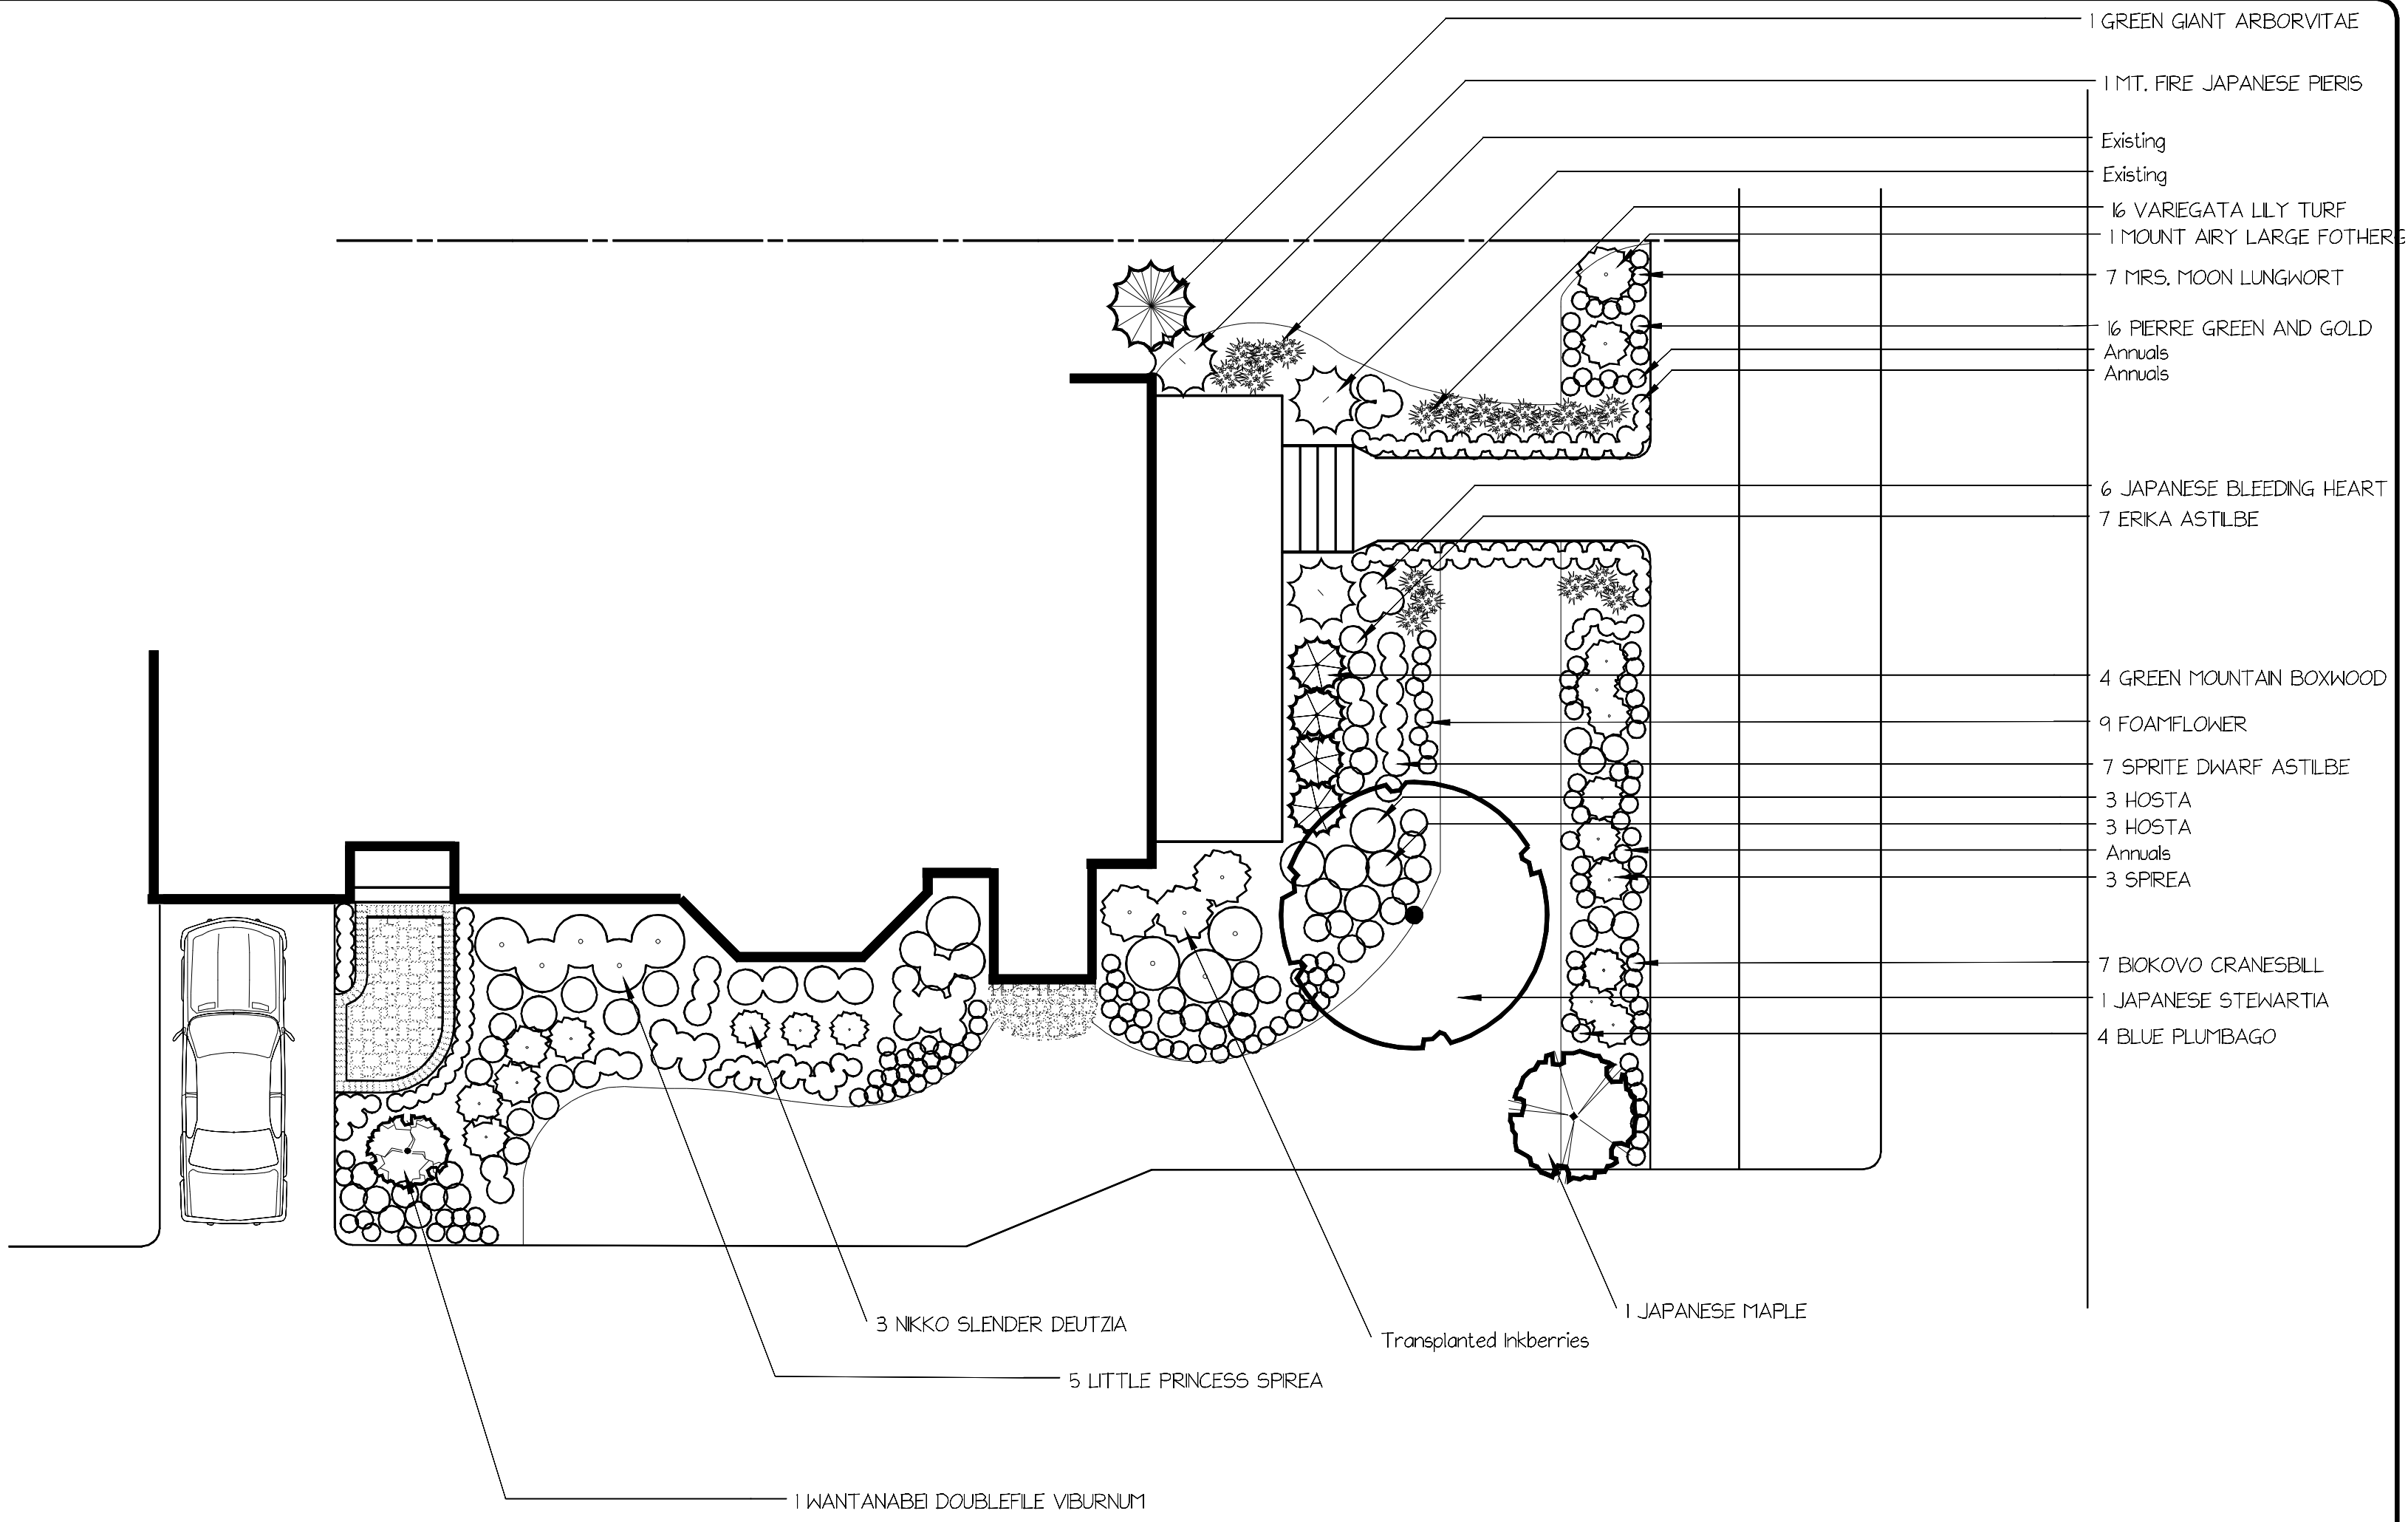 1 GREEN GIANT ARBORVITAE
1 MT. FIRE JAPANESE PIERIS
Existing
Existing
16 VARIEGATA LILY TURF
1 MOUNT AIRY LARGE FOTHERG
7 MRS. MOON LUNGWORT
16 PIERRE GREEN AND GOLD
Annuals
Annuals
6 JAPANESE BLEEDING HEART
7 ERIKA ASTILBE
4 GREEN MOUNTAIN BOXWOOD
9 FOAMFLOWER
7 SPRITE DWARF ASTILBE
3 HOSTA
3 HOSTA
Annuals
3 SPIREA
7 BIOKOVO CRANESBILL
1 JAPANESE STEWARTIA
4 BLUE PLUMBAGO
1 JAPANESE MAPLE
3 NIKKO SLENDER DEUTZIA
Transplanted Inkberries
5 LITTLE PRINCESS SPIREA
1 WANTANABEI DOUBLEFILE VIBURNUM